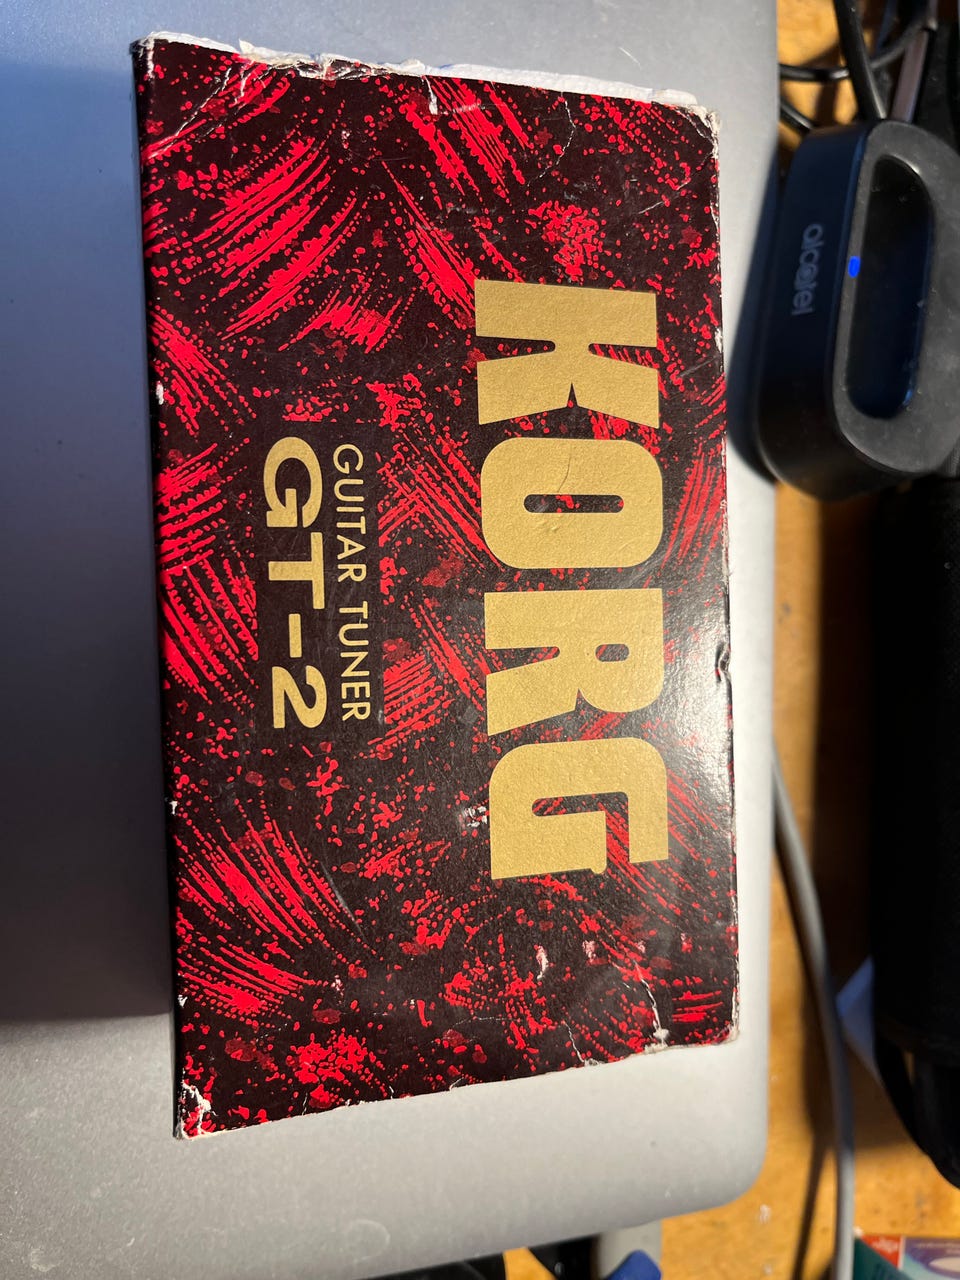 KORG
GUITAR TUNER
GT-2
alcatel